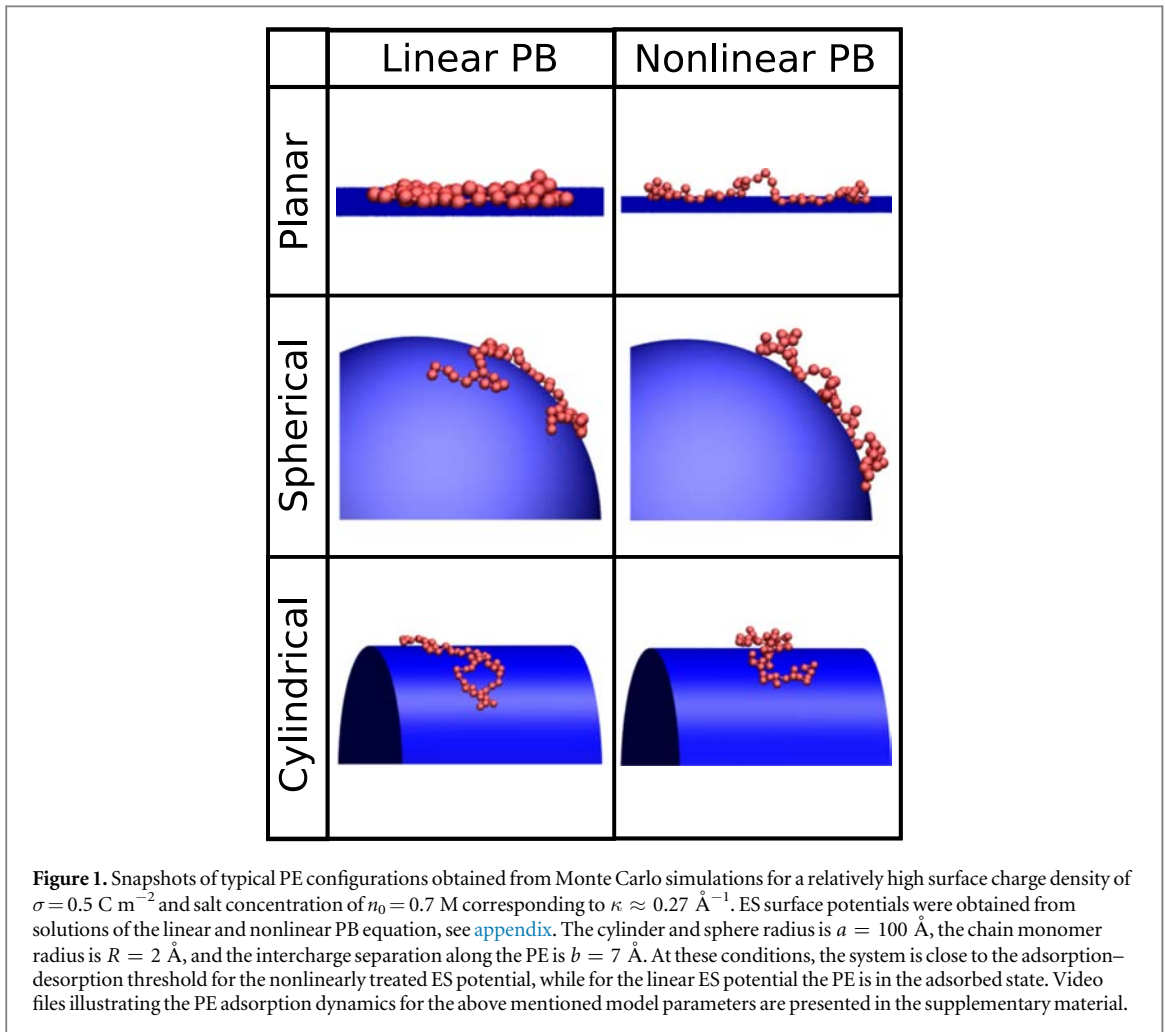 Linear PB
Nonlinear PB
Planar
Spherical
Cylindrical
Figure 1. Snapshots of typical PE configurations obtained from Monte Carlo simulations for a relatively high surface charge density of
σ = 0.5 C m⁻² and salt concentration of n₀ = 0.7 M corresponding to κ ≈ 0.27 Å⁻¹. ES surface potentials were obtained from
solutions of the linear and nonlinear PB equation, see appendix. The cylinder and sphere radius is a = 100 Å, the chain monomer
radius is R = 2 Å, and the intercharge separation along the PE is b = 7 Å. At these conditions, the system is close to the adsorption–
desorption threshold for the nonlinearly treated ES potential, while for the linear ES potential the PE is in the adsorbed state. Video
files illustrating the PE adsorption dynamics for the above mentioned model parameters are presented in the supplementary material.